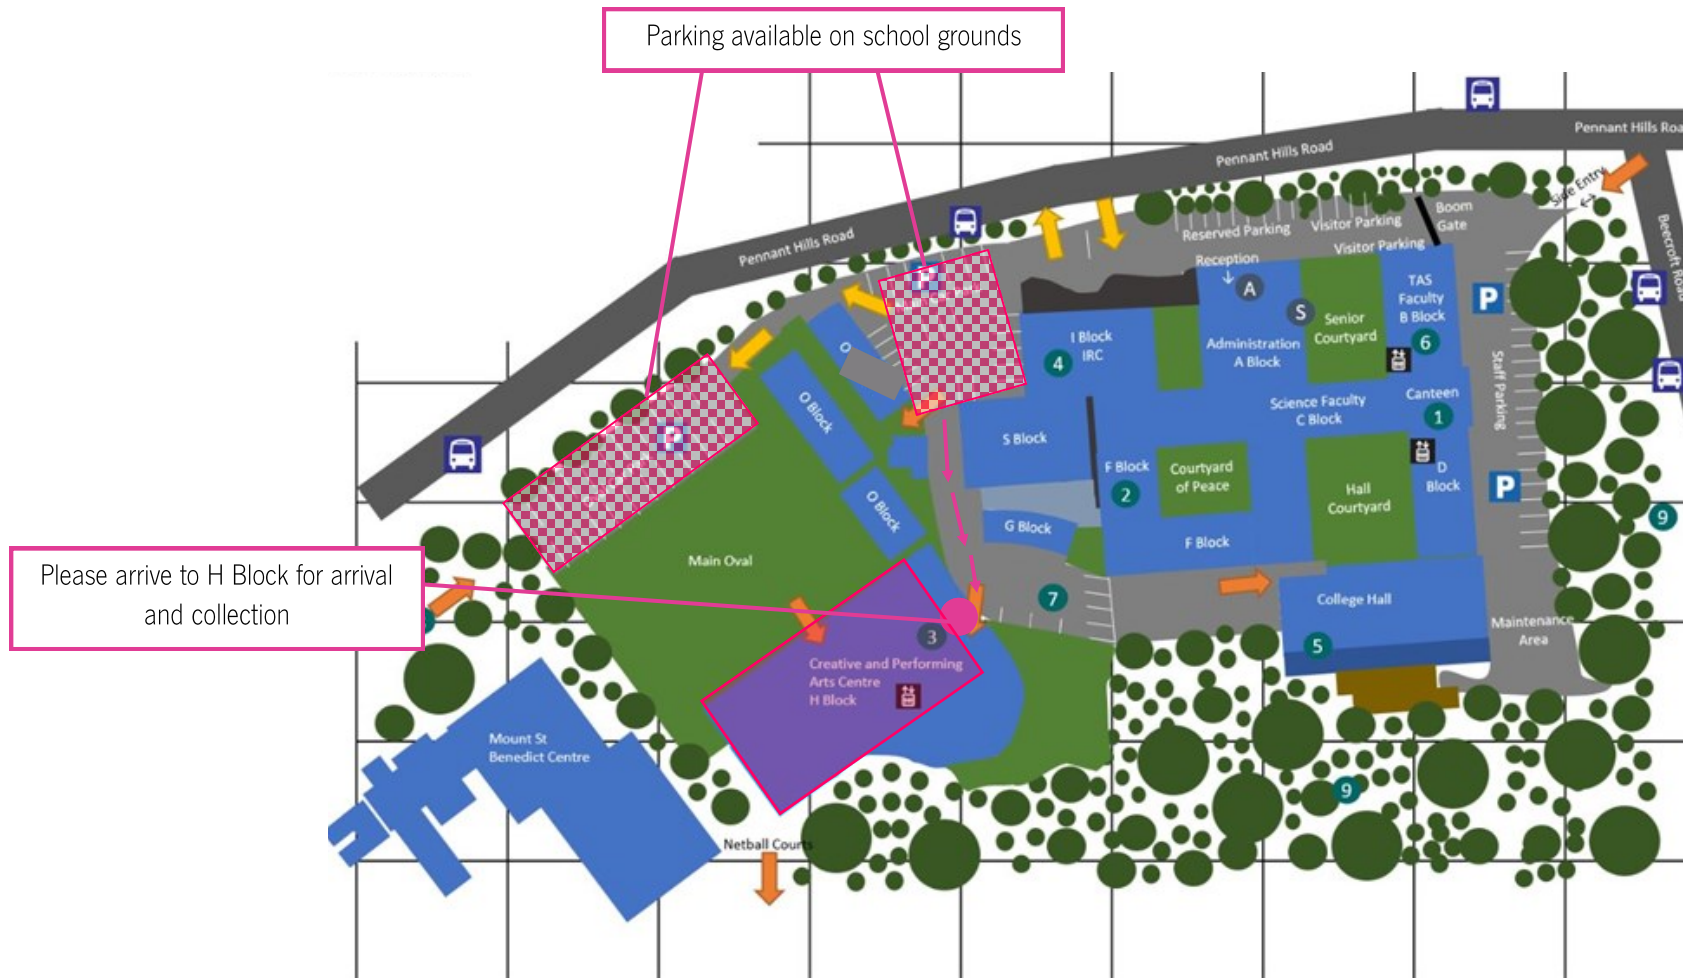 Parking available on school grounds
Pennant Hills Road
Pennant Hills Road
Pennant Hills Road
Side Entry
Beecroft Road
Boom
Gate
Reserved Parking
Visitor Parking
Visitor Parking
Reception
A
S
TAS
Faculty
B Block
6
P
Senior
Courtyard
I Block
IRC
4
Administration
A Block
Staff Parking
Canteen
1
Science Faculty
C Block
P
O
O Block
P
S Block
F Block
2
Courtyard
of Peace
Hall
Courtyard
D
Block
P
O Block
G Block
F Block
9
Main Oval
Please arrive to H Block for arrival
and collection
7
College Hall
5
Maintenance
Area
3
Creative and Performing
Arts Centre
H Block
Mount St
Benedict Centre
9
Netball Courts